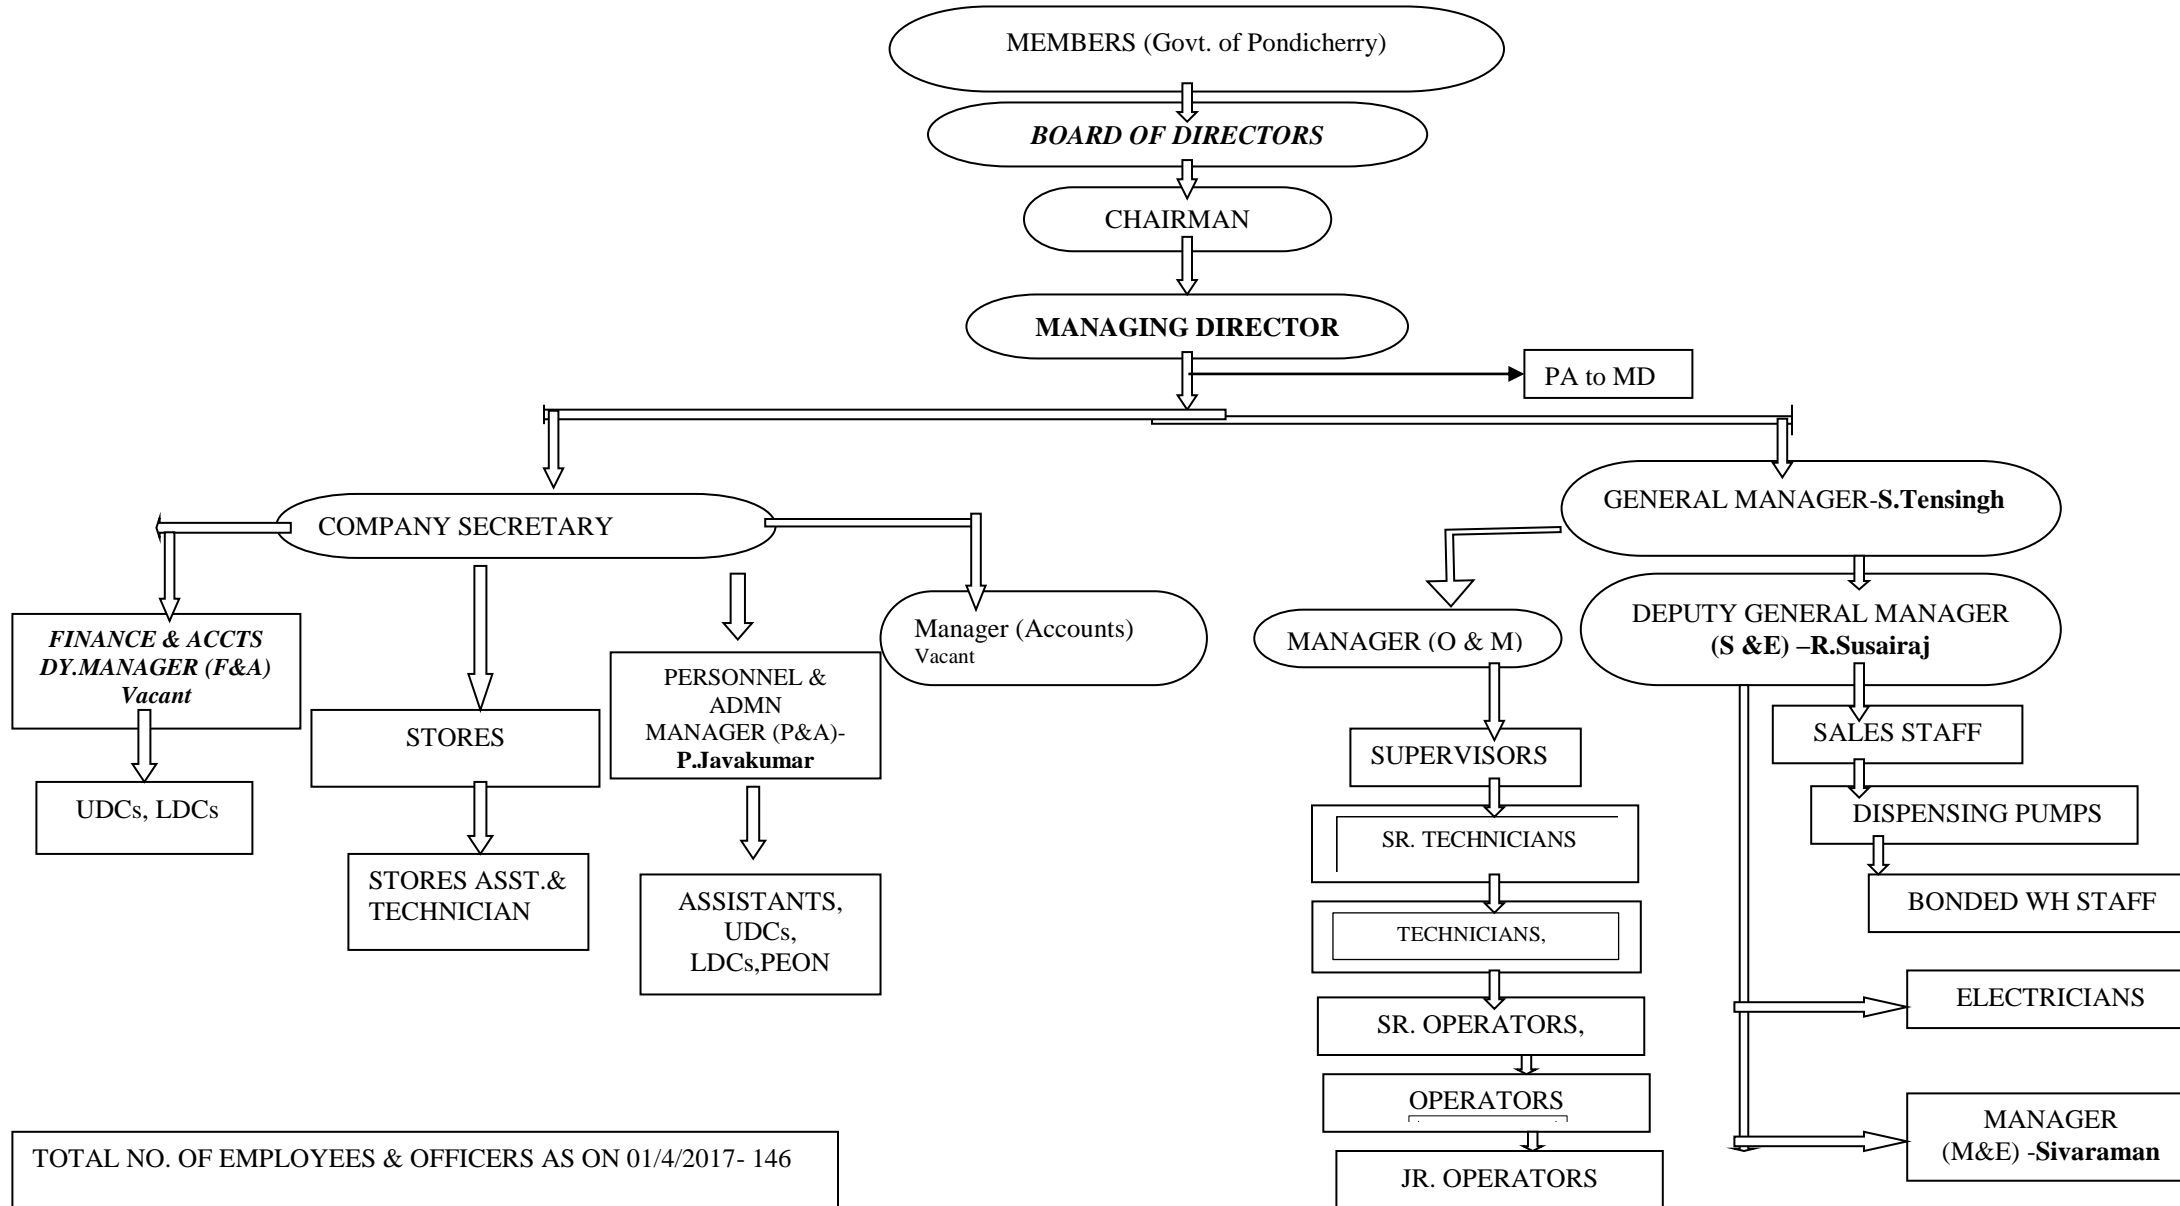 MEMBERS (Govt. of Pondicherry)
BOARD OF DIRECTORS
CHAIRMAN
MANAGING DIRECTOR
PA to MD
COMPANY SECRETARY
GENERAL MANAGER-S.Tensingh
FINANCE & ACCTS
DY.MANAGER (F&A)
Vacant
UDCs, LDCs
STORES
STORES ASST.&
TECHNICIAN
PERSONNEL &
ADMN
MANAGER (P&A)-
P.Javakumar
ASSISTANTS,
UDCs,
LDCs,PEON
Manager (Accounts)
Vacant
MANAGER (O & M)
SUPERVISORS
SR. TECHNICIANS
TECHNICIANS,
SR. OPERATORS,
OPERATORS
JR. OPERATORS
DEPUTY GENERAL MANAGER
(S &E) –R.Susairaj
SALES STAFF
DISPENSING PUMPS
BONDED WH STAFF
ELECTRICIANS
MANAGER
(M&E) -Sivaraman
TOTAL NO. OF EMPLOYEES & OFFICERS AS ON 01/4/2017- 146